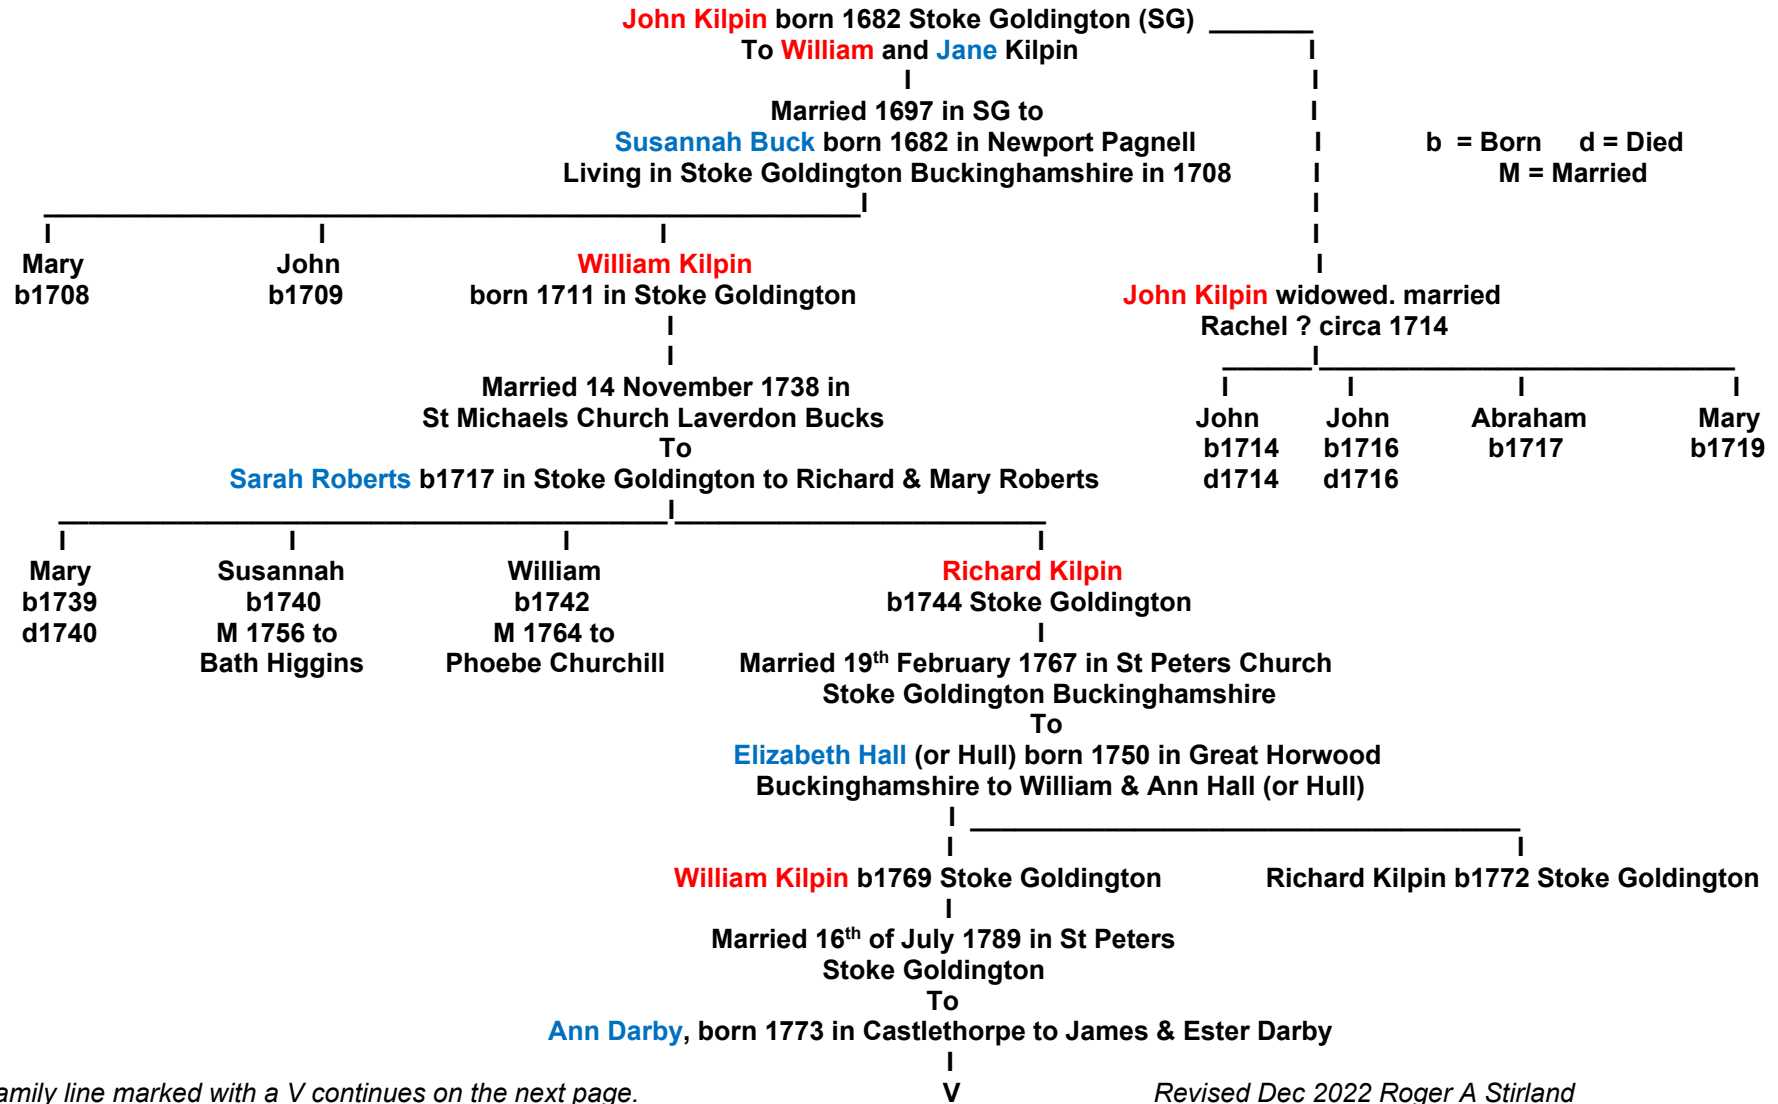 John Kilpin born 1682 Stoke Goldington (SG)
To William and Jane Kilpin
Married 1697 in SG to
Susannah Buck born 1682 in Newport Pagnell
Living in Stoke Goldington Buckinghamshire in 1708
b = Born d = Died
M = Married
Mary
b1708
John
b1709
William Kilpin
born 1711 in Stoke Goldington
John Kilpin widowed. married
Rachel ? circa 1714
Married 14 November 1738 in
St Michaels Church Laverdon Bucks
To
Sarah Roberts b1717 in Stoke Goldington to Richard & Mary Roberts
John
b1714
d1714
John
b1716
d1716
Abraham
b1717
Mary
b1719
Mary
b1739
d1740
Susannah
b1740
M 1756 to
Bath Higgins
William
b1742
M 1764 to
Phoebe Churchill
Richard Kilpin
b1744 Stoke Goldington
Married 19th February 1767 in St Peters Church
Stoke Goldington Buckinghamshire
To
Elizabeth Hall (or Hull) born 1750 in Great Horwood
Buckinghamshire to William & Ann Hall (or Hull)
William Kilpin b1769 Stoke Goldington
Richard Kilpin b1772 Stoke Goldington
Married 16th of July 1789 in St Peters
Stoke Goldington
To
Ann Darby, born 1773 in Castlethorpe to James & Ester Darby
amily line marked with a V continues on the next page.
V
Revised Dec 2022 Roger A Stirland